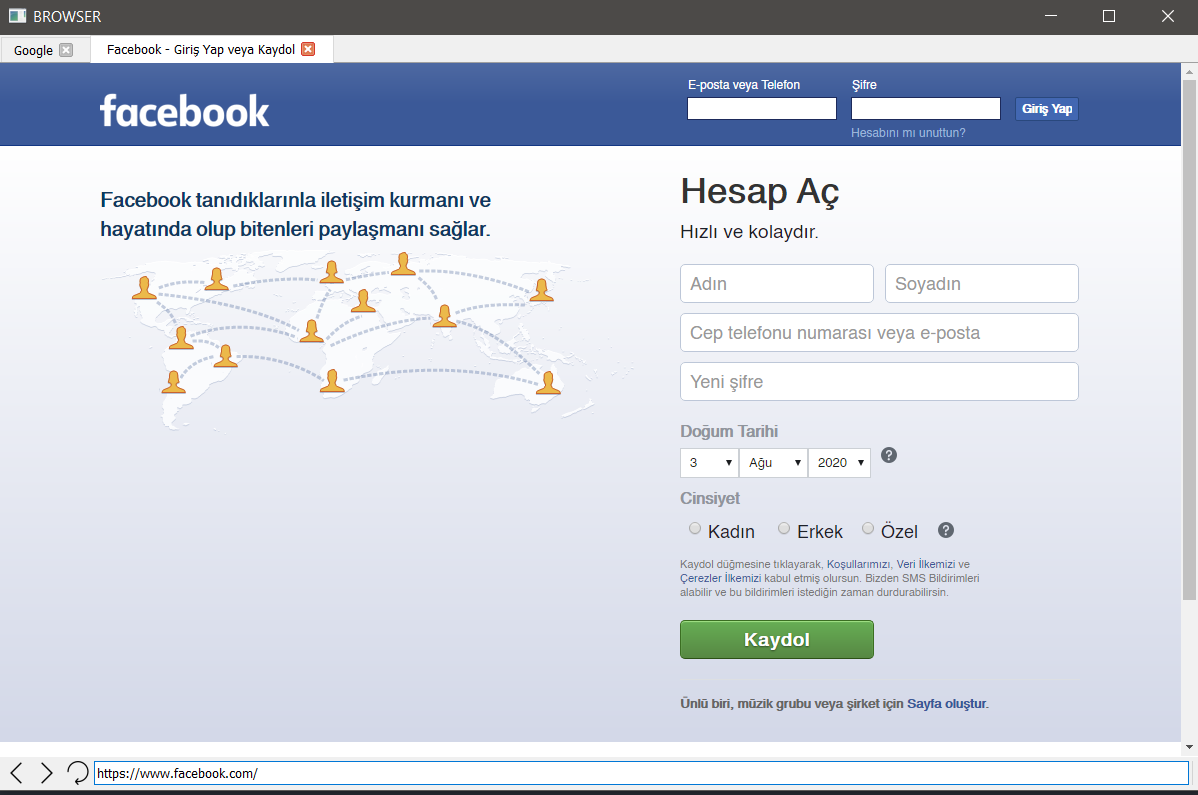 BROWSER
Google
Facebook - Giriş Yap veya Kaydol
facebook
E-posta veya Telefon
Şifre
Giriş Yap
Hesabını mı unuttun?
Facebook tanıdıklarınla iletişim kurmanı ve
hayatında olup bitenleri paylaşmanı sağlar.
Hesap Aç
Hızlı ve kolaydır.
Adın
Soyadın
Cep telefonu numarası veya e-posta
Yeni şifre
Doğum Tarihi
3 Ağu 2020
Cinsiyet
Kadın Erkek Özel
Kaydol düğmesine tıklayarak, Koşullarımızı, Veri İlkemizi ve
Çerezler İlkemizi kabul etmiş olursun. Bizden SMS Bildirimleri
alabilir ve bu bildirimleri istediğin zaman durdurabilirsin.
Kaydol
Ünlü biri, müzik grubu veya şirket için Sayfa oluştur.
https://www.facebook.com/